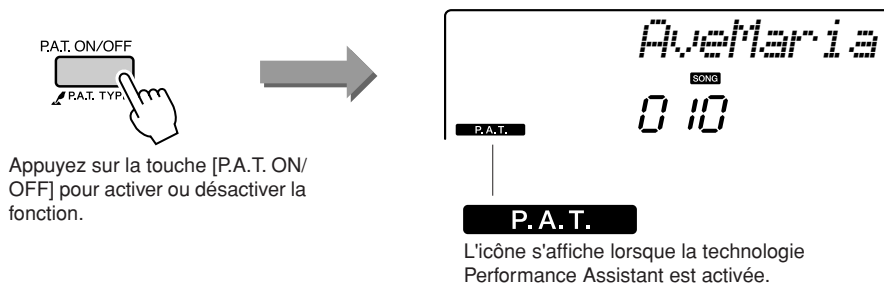 P.A.T. ON/OFF
P.A.T. TYP
Appuyez sur la touche [P.A.T. ON/
OFF] pour activer ou désactiver la
fonction.
AveMaria
SONG
010
P.A.T.
P.A.T.
L'icône s'affiche lorsque la technologie
Performance Assistant est activée.